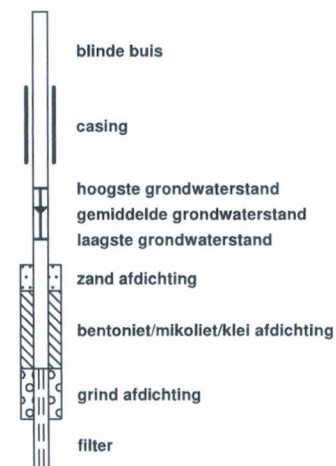 blinde buis
casing
hoogste grondwaterstand
gemiddelde grondwaterstand
laagste grondwaterstand
zand afdichting
bentoniet/mikoliet/klei afdichting
grind afdichting
filter